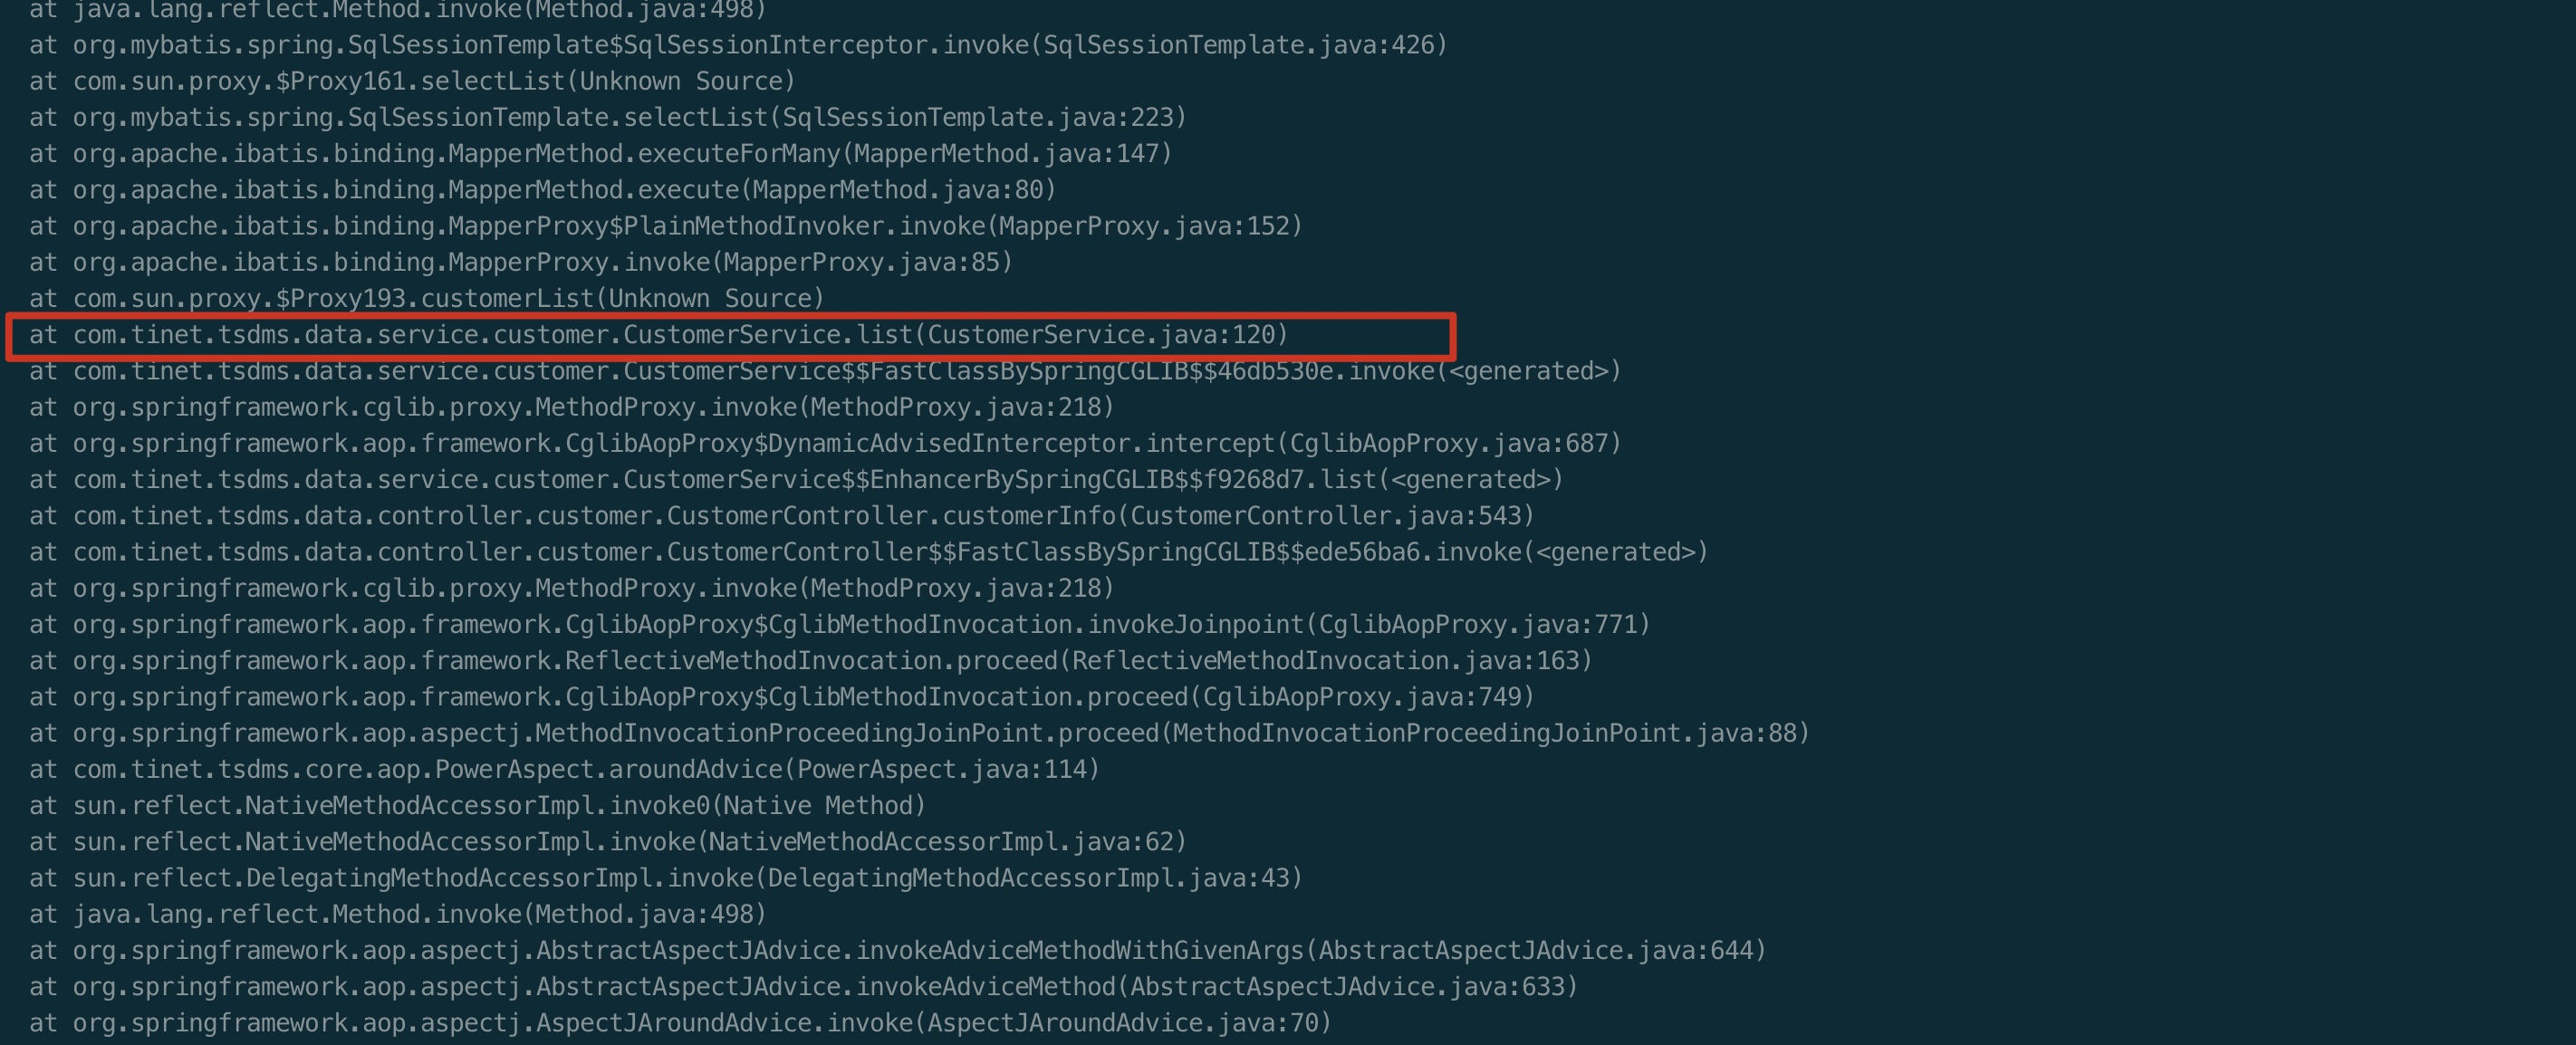 at java.lang.reflect.Method.invoke(Method.java:498)
at org.mybatis.spring.SqlSessionTemplate$SqlSessionInterceptor.invoke(SqlSessionTemplate.java:426)
at com.sun.proxy.$Proxy161.selectList(Unknown Source)
at org.mybatis.spring.SqlSessionTemplate.selectList(SqlSessionTemplate.java:223)
at org.apache.ibatis.binding.MapperMethod.executeForMany(MapperMethod.java:147)
at org.apache.ibatis.binding.MapperMethod.execute(MapperMethod.java:80)
at org.apache.ibatis.binding.MapperProxy$PlainMethodInvoker.invoke(MapperProxy.java:152)
at org.apache.ibatis.binding.MapperProxy.invoke(MapperProxy.java:85)
at com.sun.proxy.$Proxy193.customerList(Unknown Source)
at com.tinet.tsdms.data.service.customer.CustomerService.list(CustomerService.java:120)
at com.tinet.tsdms.data.service.customer.CustomerService$$FastClassBySpringCGLIB$$46db530e.invoke(<generated>)
at org.springframework.cglib.proxy.MethodProxy.invoke(MethodProxy.java:218)
at org.springframework.aop.framework.CglibAopProxy$DynamicAdvisedInterceptor.intercept(CglibAopProxy.java:687)
at com.tinet.tsdms.data.service.customer.CustomerService$$EnhancerBySpringCGLIB$$f9268d7.list(<generated>)
at com.tinet.tsdms.data.controller.customer.CustomerController.customerInfo(CustomerController.java:543)
at com.tinet.tsdms.data.controller.customer.CustomerController$$FastClassBySpringCGLIB$$ede56ba6.invoke(<generated>)
at org.springframework.cglib.proxy.MethodProxy.invoke(MethodProxy.java:218)
at org.springframework.aop.framework.CglibAopProxy$CglibMethodInvocation.invokeJoinpoint(CglibAopProxy.java:771)
at org.springframework.aop.framework.ReflectiveMethodInvocation.proceed(ReflectiveMethodInvocation.java:163)
at org.springframework.aop.framework.CglibAopProxy$CglibMethodInvocation.proceed(CglibAopProxy.java:749)
at org.springframework.aop.aspectj.MethodInvocationProceedingJoinPoint.proceed(MethodInvocationProceedingJoinPoint.java:88)
at com.tinet.tsdms.core.aop.PowerAspect.aroundAdvice(PowerAspect.java:114)
at sun.reflect.NativeMethodAccessorImpl.invoke0(Native Method)
at sun.reflect.NativeMethodAccessorImpl.invoke(NativeMethodAccessorImpl.java:62)
at sun.reflect.DelegatingMethodAccessorImpl.invoke(DelegatingMethodAccessorImpl.java:43)
at java.lang.reflect.Method.invoke(Method.java:498)
at org.springframework.aop.aspectj.AbstractAspectJAdvice.invokeAdviceMethodWithGivenArgs(AbstractAspectJAdvice.java:644)
at org.springframework.aop.aspectj.AbstractAspectJAdvice.invokeAdviceMethod(AbstractAspectJAdvice.java:633)
at org.springframework.aop.aspectj.AspectJAroundAdvice.invoke(AspectJAroundAdvice.java:70)